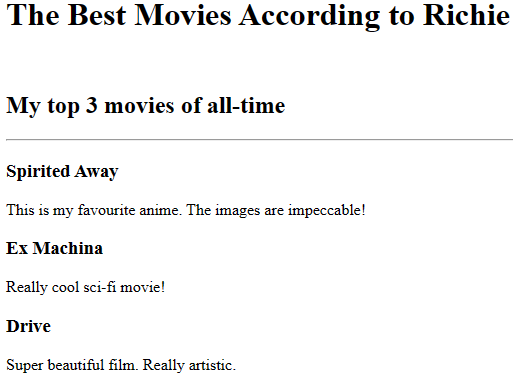 The Best Movies According to Richie
My top 3 movies of all-time
Spirited Away
This is my favourite anime. The images are impeccable!
Ex Machina
Really cool sci-fi movie!
Drive
Super beautiful film. Really artistic.